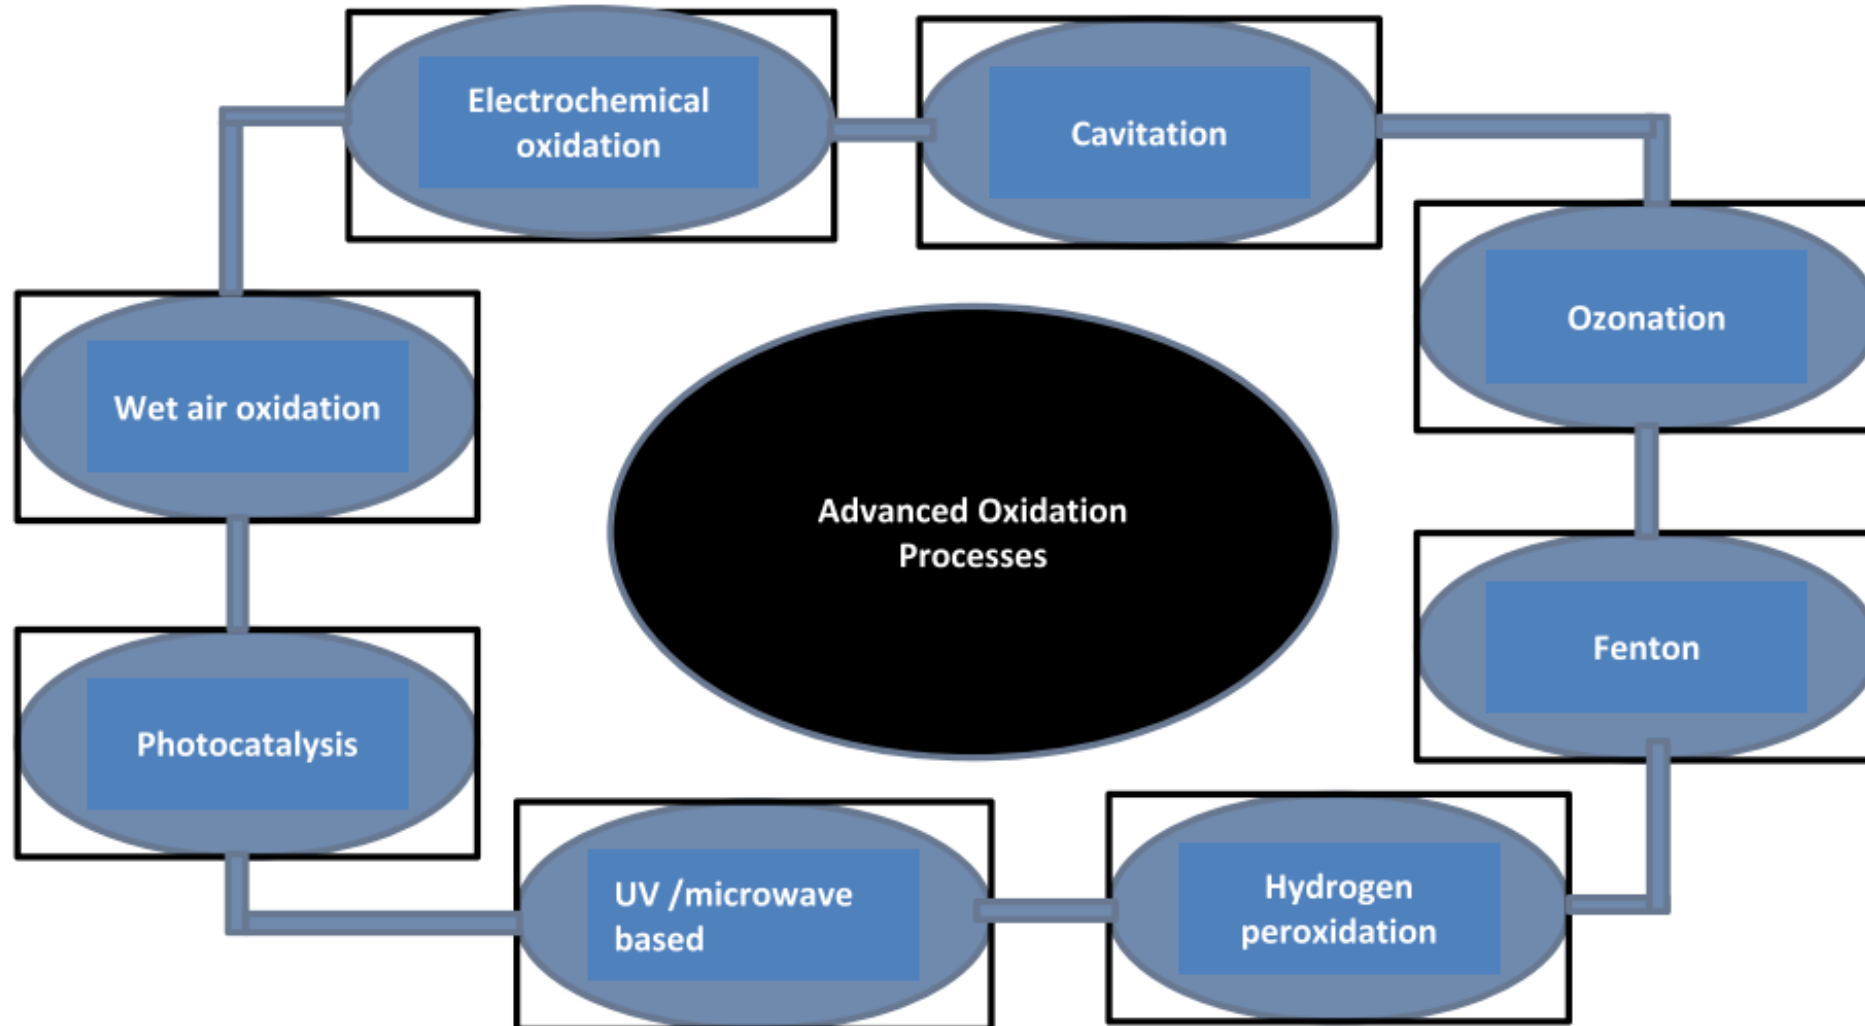 Electrochemical
oxidation
Cavitation
Ozonation
Wet air oxidation
Advanced Oxidation
Processes
Fenton
Photocatalysis
UV /microwave
based
Hydrogen
peroxidation